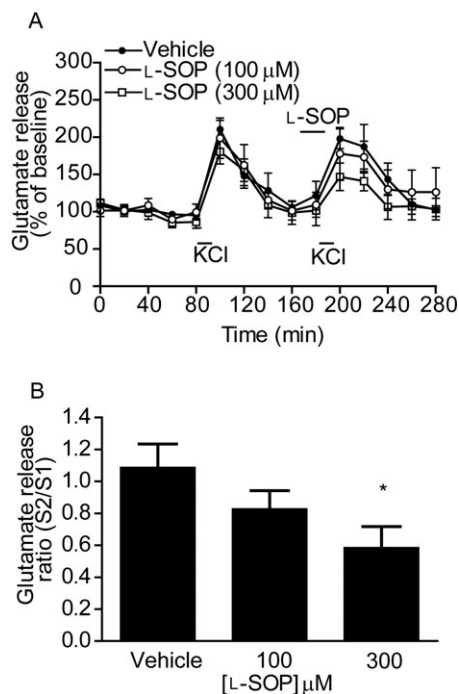 A
Vehicle
L-SOP (100 μM)
L-SOP (300 μM)
L-SOP
Glutamate release
(% of baseline)
300
250
200
150
100
50
0
KCl
KCl
0 40 80 120 160 200 240 280
Time (min)
B
Glutamate release
ratio (S2/S1)
1.4
1.2
1.0
0.8
0.6
0.4
0.2
0.0
*
Vehicle 100 300
[L-SOP] μM